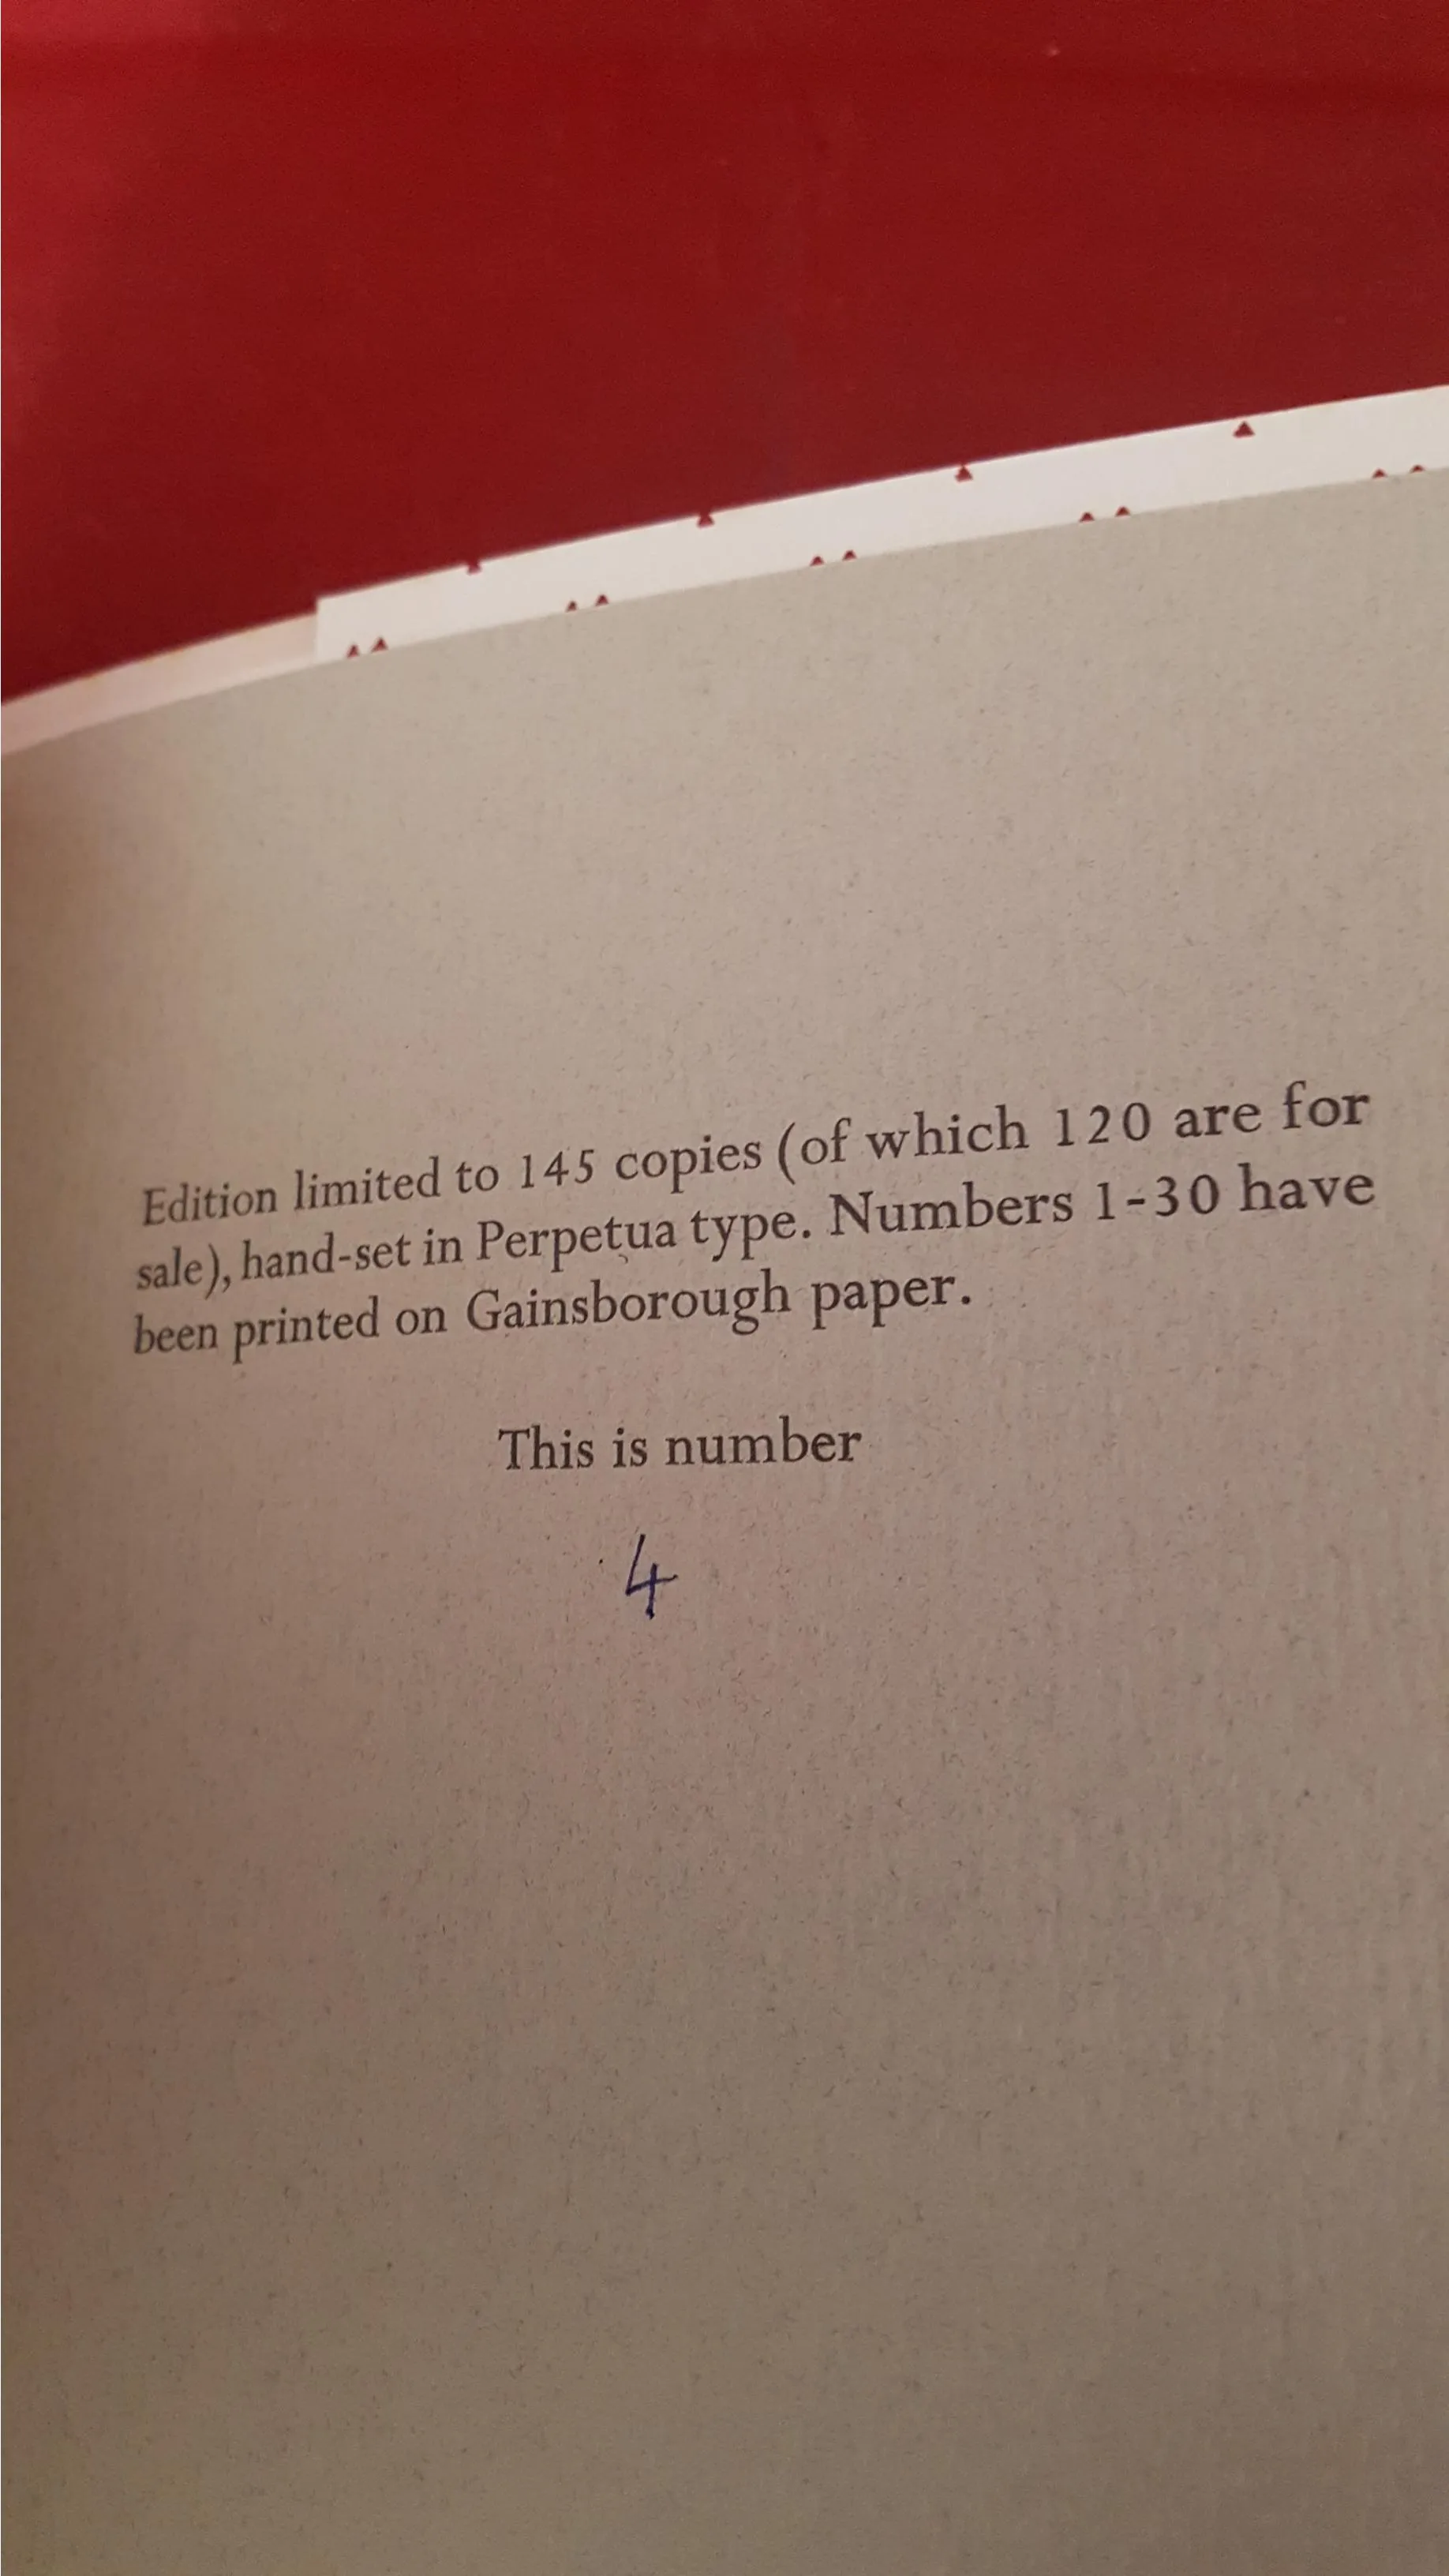 Edition limited to 145 copies (of which 120 are for
sale), hand-set in Perpetua type. Numbers 1-30 have
been printed on Gainsborough paper.
This is number
4